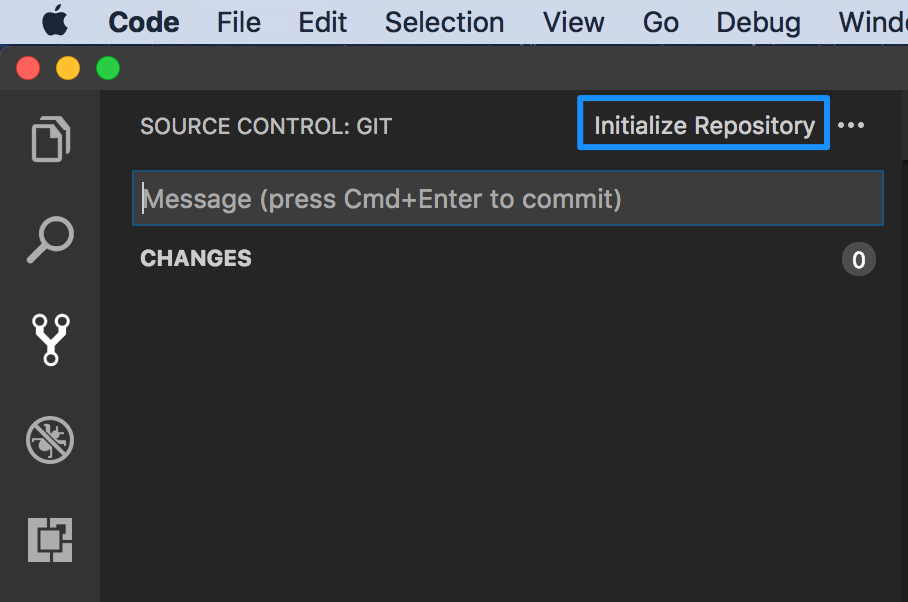 Code File Edit Selection View Go Debug
SOURCE CONTROL: GIT Initialize Repository
Message (press Cmd+Enter to commit)
CHANGES 0